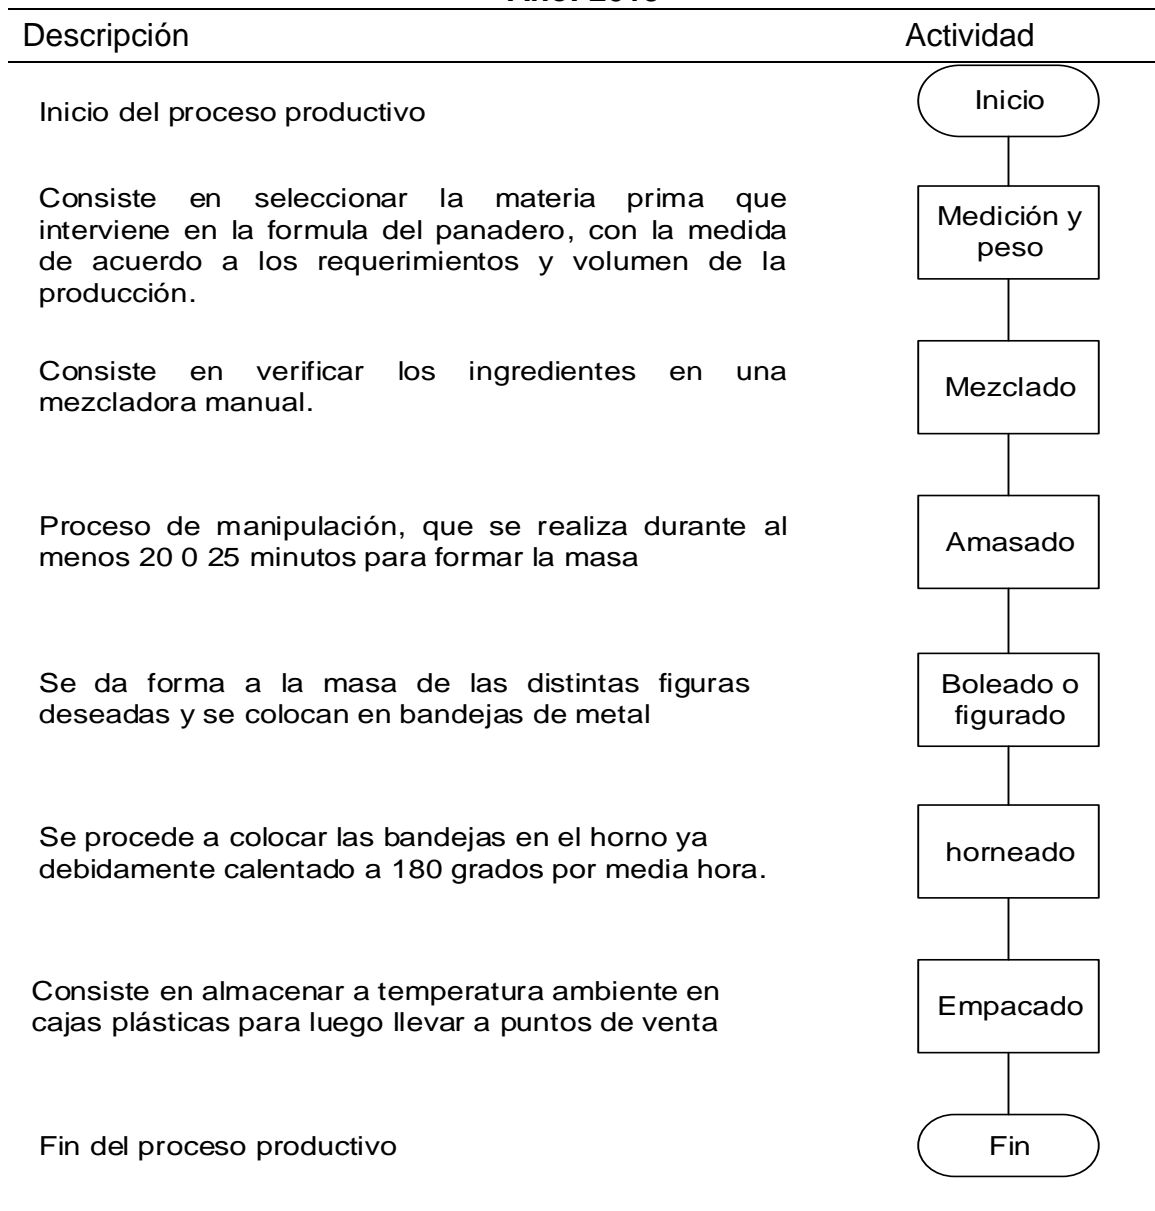 Descripción Actividad
Inicio del proceso productivo
Inicio
Consiste en seleccionar la materia prima que
interviene en la formula del panadero, con la medida
de acuerdo a los requerimientos y volumen de la
producción.
Medición y
peso
Consiste en verificar los ingredientes en una
mezcladora manual.
Mezclado
Proceso de manipulación, que se realiza durante al
menos 20 0 25 minutos para formar la masa
Amasado
Se da forma a la masa de las distintas figuras
deseadas y se colocan en bandejas de metal
Boleado o
figurado
Se procede a colocar las bandejas en el horno ya
debidamente calentado a 180 grados por media hora.
horneado
Consiste en almacenar a temperatura ambiente en
cajas plásticas para luego llevar a puntos de venta
Empacado
Fin del proceso productivo
Fin